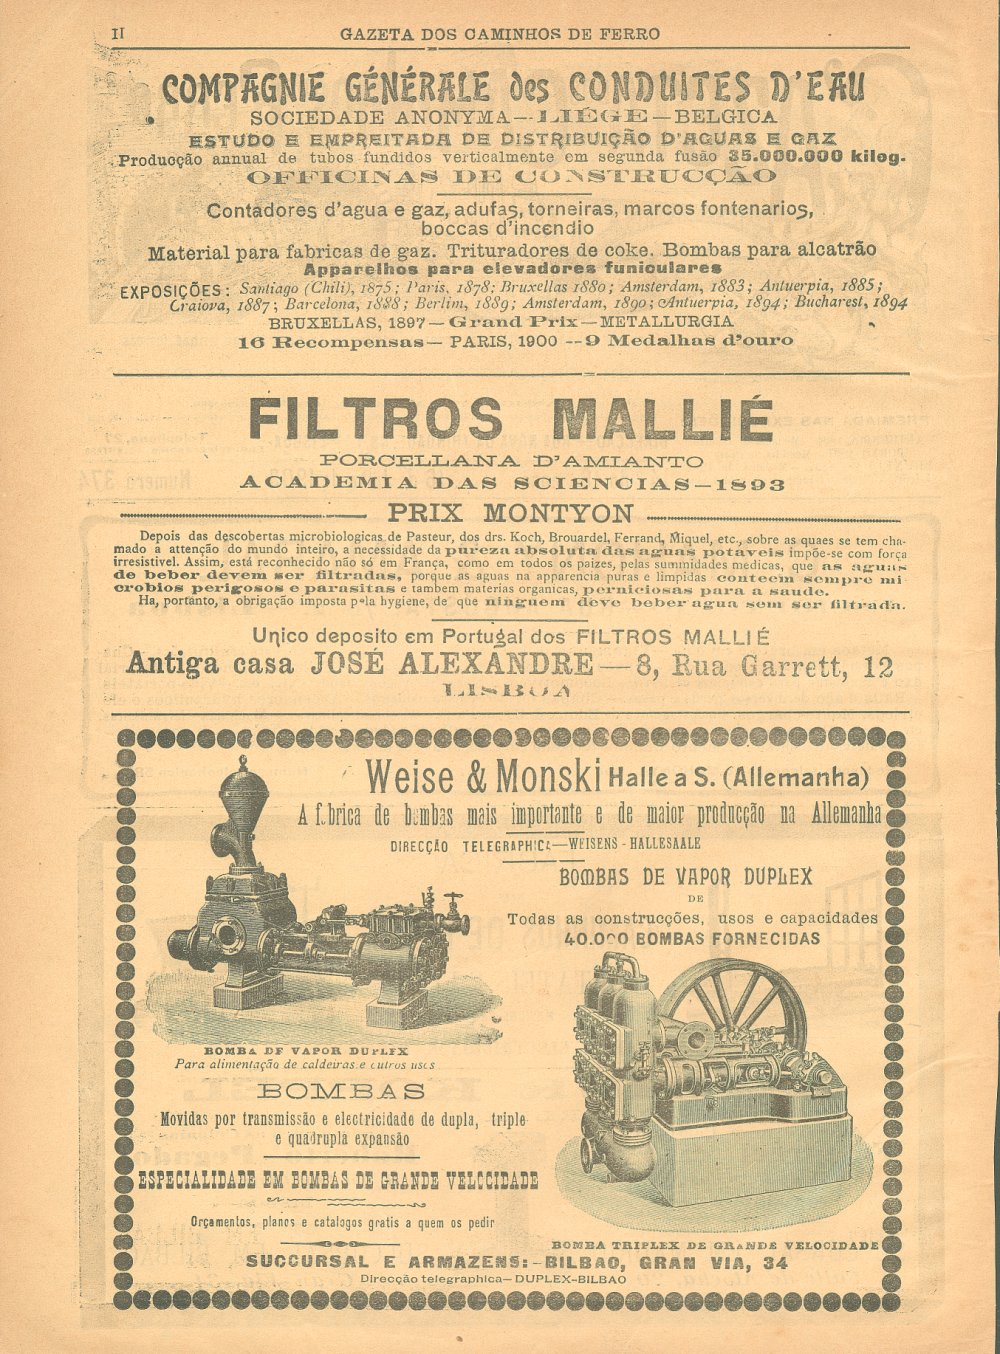 II
GAZETA DOS CAMINHOS DE FERRO
COMPAGNIE GÉNÉRALE des CONDUITES D'EAU
SOCIEDADE ANONYMA—LIÈGE—BELGICA
ESTUDO E EMPREITADA DE DISTRIBUIÇÃO D'AGUAS E GAZ
Producção annual de tubos fundidos verticalmente em segunda fusão 35.000.000 kilog.
OFFICINAS DE CONSTRUCÇÃO
Contadores d'agua e gaz, adufas, torneiras, marcos fontenarios,
boccas d'incendio
Material para fabricas de gaz. Trituradores de coke. Bombas para alcatrão
Apparelhos para elevadores funiculares
EXPOSIÇÕES: Santiago (Chili), 1875; Paris, 1878; Bruxellas 1880; Amsterdam, 1883; Antuerpia, 1885;
Craiova, 1887; Barcelona, 1888; Berlim, 1889; Amsterdam, 1890; Antuerpia, 1894; Bucharest, 1894
BRUXELLAS, 1897—Grand Prix—METALLURGIA
16 Recompensas—PARIS, 1900—9 Medalhas d'ouro
FILTROS MALLIÉ
PORCELLANA D'AMIANTO
ACADEMIA DAS SCIENCIAS—1893
PRIX MONTYON
Depois das descobertas microbiologicas de Pasteur, dos drs. Koch, Brouardel, Ferrand, Miquel, etc., sobre as quaes se tem cha-
mado a attenção do mundo inteiro, a necessidade da pureza absoluta das aguas potaveis impõe-se com força
irresistivel. Assim, está reconhecido não só em França, como em todos os paizes, pelas summidades medicas, que as aguas
de beber devem ser filtradas, porque as aguas na apparencia puras e limpidas conteem sempre mi-
crobios perigosos e parasitas e tambem materias organicas, perniciosas para a saude.
Ha, portanto, a obrigação imposta pela hygiene, de que ninguem deve beber agua sem ser filtrada.
Unico deposito em Portugal dos FILTROS MALLIÉ
Antiga casa JOSÉ ALEXANDRE—8, Rua Garrett, 12
LISBOA
Weise & Monski Halle a S. (Allemanha)
A fabrica de bombas mais importante e de maior producção na Allemanha
DIRECÇÃO TELEGRAPHICA—WEISENS-HALLESAALE
BOMBAS DE VAPOR DUPLEX
DE
Todas as construcções, usos e capacidades
40.000 BOMBAS FORNECIDAS
BOMBA DE VAPOR DUPLEX
Para alimentação de caldeiras e outros usos
BOMBAS
Movidas por transmissão e electricidade de dupla, triple
e quadrupla expansão
ESPECIALIDADE EM BOMBAS DE GRANDE VELOCIDADE
Orçamentos, planos e catalogos gratis a quem os pedir
BOMBA TRIPLEX DE GRANDE VELOCIDADE
SUCCURSAL E ARMAZENS:—BILBAO, GRAN VIA, 34
Direcção telegraphica—DUPLEX-BILBAO